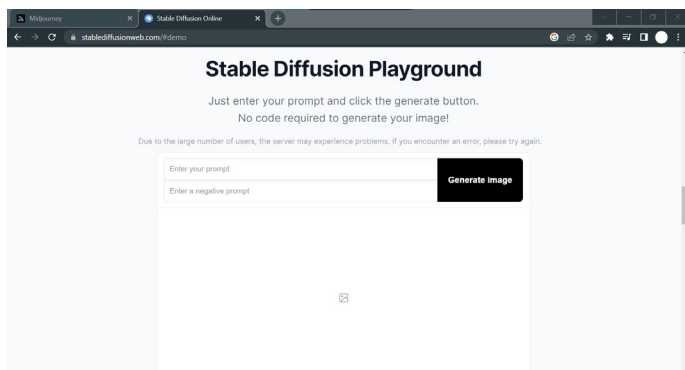 Midjourney
Stable Diffusion Online
stablediffusionweb.com/#demo
Stable Diffusion Playground
Just enter your prompt and click the generate button.
No code required to generate your image!
Due to the large number of users, the server may experience problems. If you encounter an error, please try again.
Enter your prompt
Generate image
Enter a negative prompt